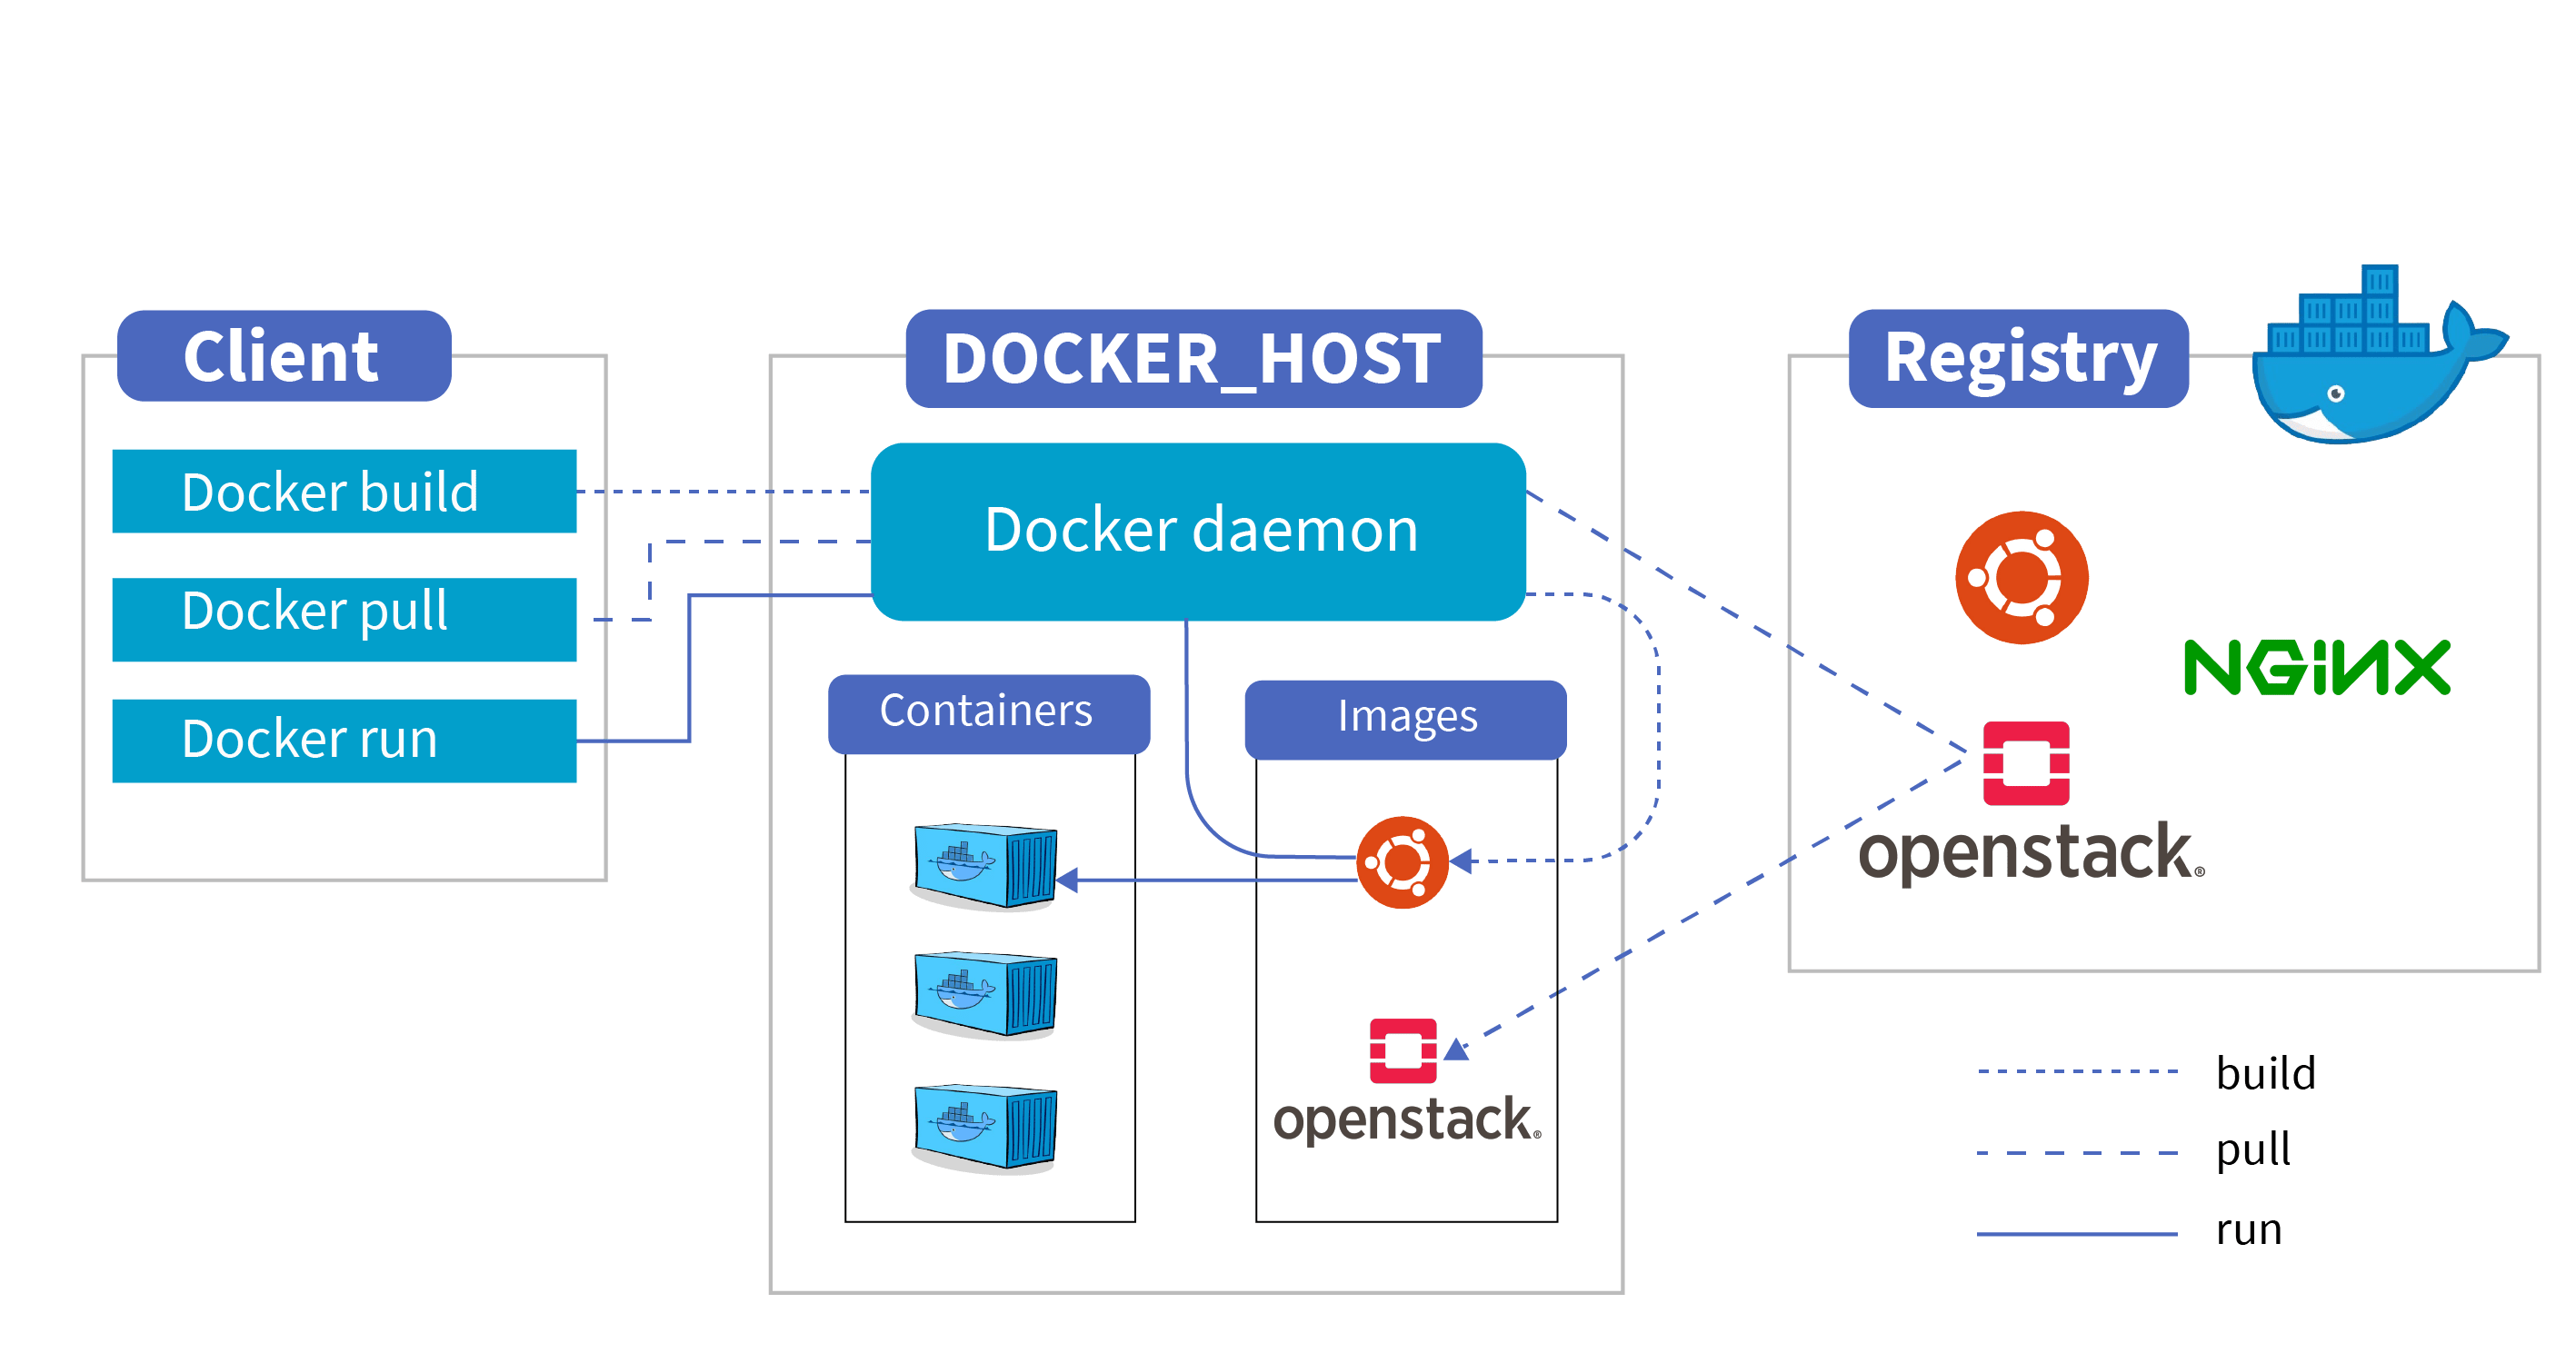 Client
Docker build
Docker pull
Docker run
DOCKER_HOST
Docker daemon
Containers
Images
openstack®
Registry
NGINX
openstack®
build
pull
run